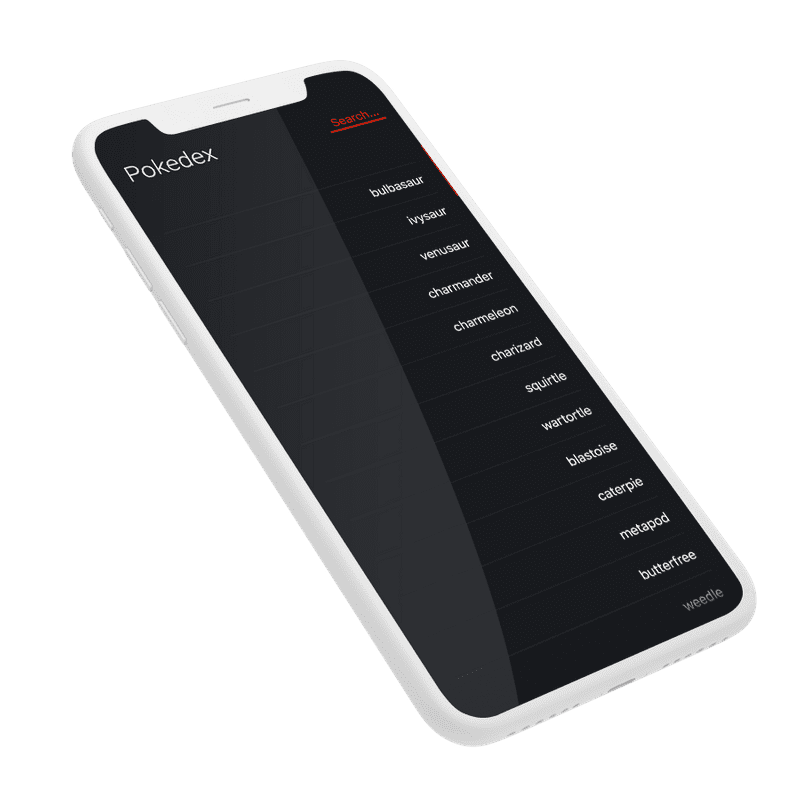 Search...
Pokedex
bulbasaur
ivysaur
venusaur
charmander
charmeleon
charizard
squirtle
wartortle
blastoise
caterpie
metapod
butterfree
weedle